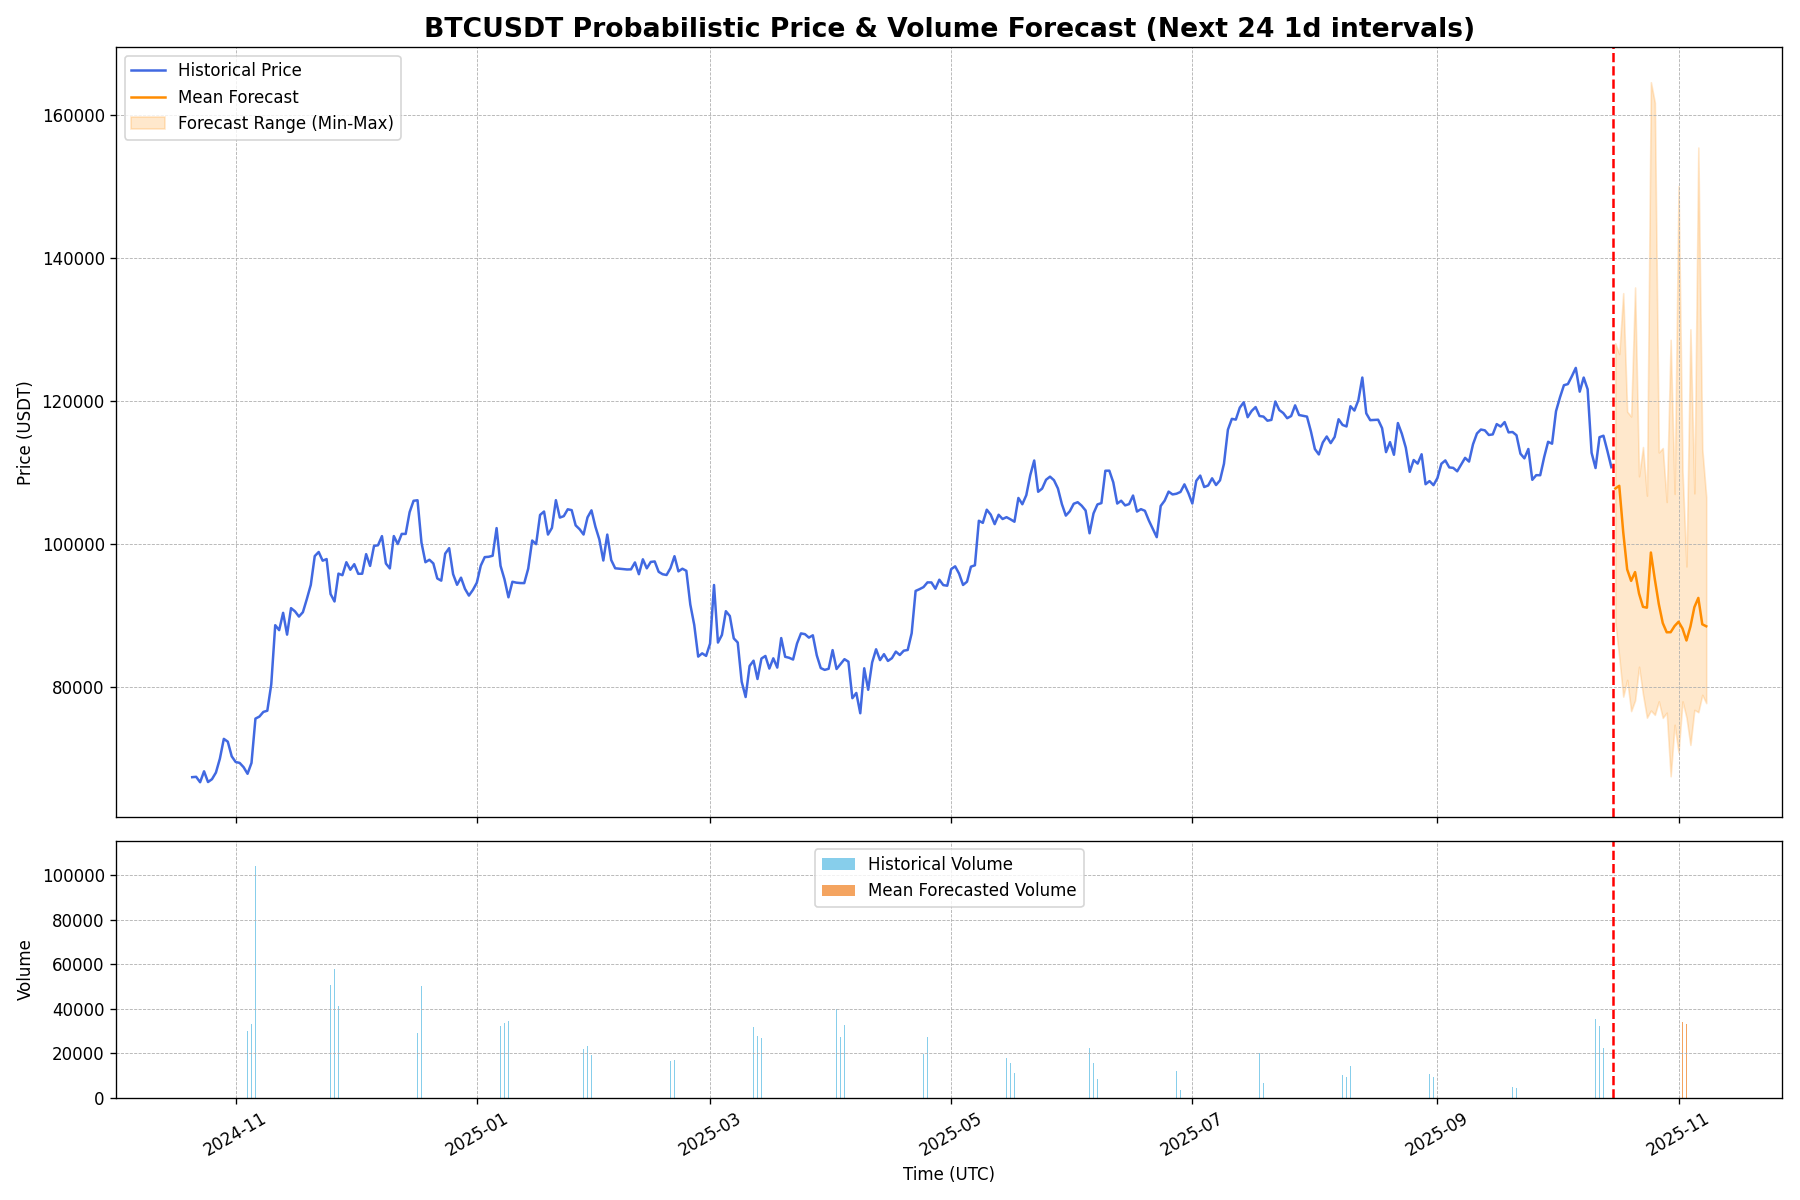 BTCUSDT Probabilistic Price & Volume Forecast (Next 24 1d intervals)
Historical Price
Mean Forecast
Forecast Range (Min-Max)
160000
140000
120000
100000
80000
Price (USDT)
Historical Volume
Mean Forecasted Volume
100000
80000
60000
40000
20000
0
Volume
2024-11
2025-01
2025-03
2025-05
2025-07
2025-09
2025-11
Time (UTC)